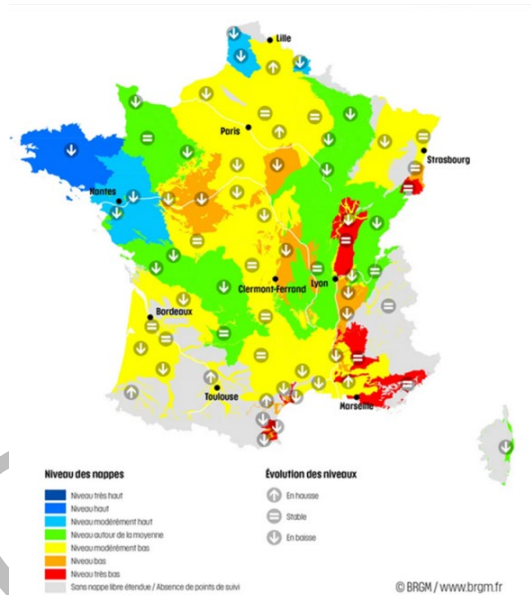 Lille
Paris
Strasbourg
Nantes
Clermont-Ferrand
Lyon
Bordeaux
Toulouse
Marseille
Niveau des nappes
Niveau très haut
Niveau haut
Niveau modérément haut
Niveau autour de la moyenne
Niveau modérément bas
Niveau bas
Niveau très bas
Sans nappe libre étendue / Absence de points de suivi
Évolution des niveaux
En hausse
Stable
En baisse
© BRGM / www.brgm.fr